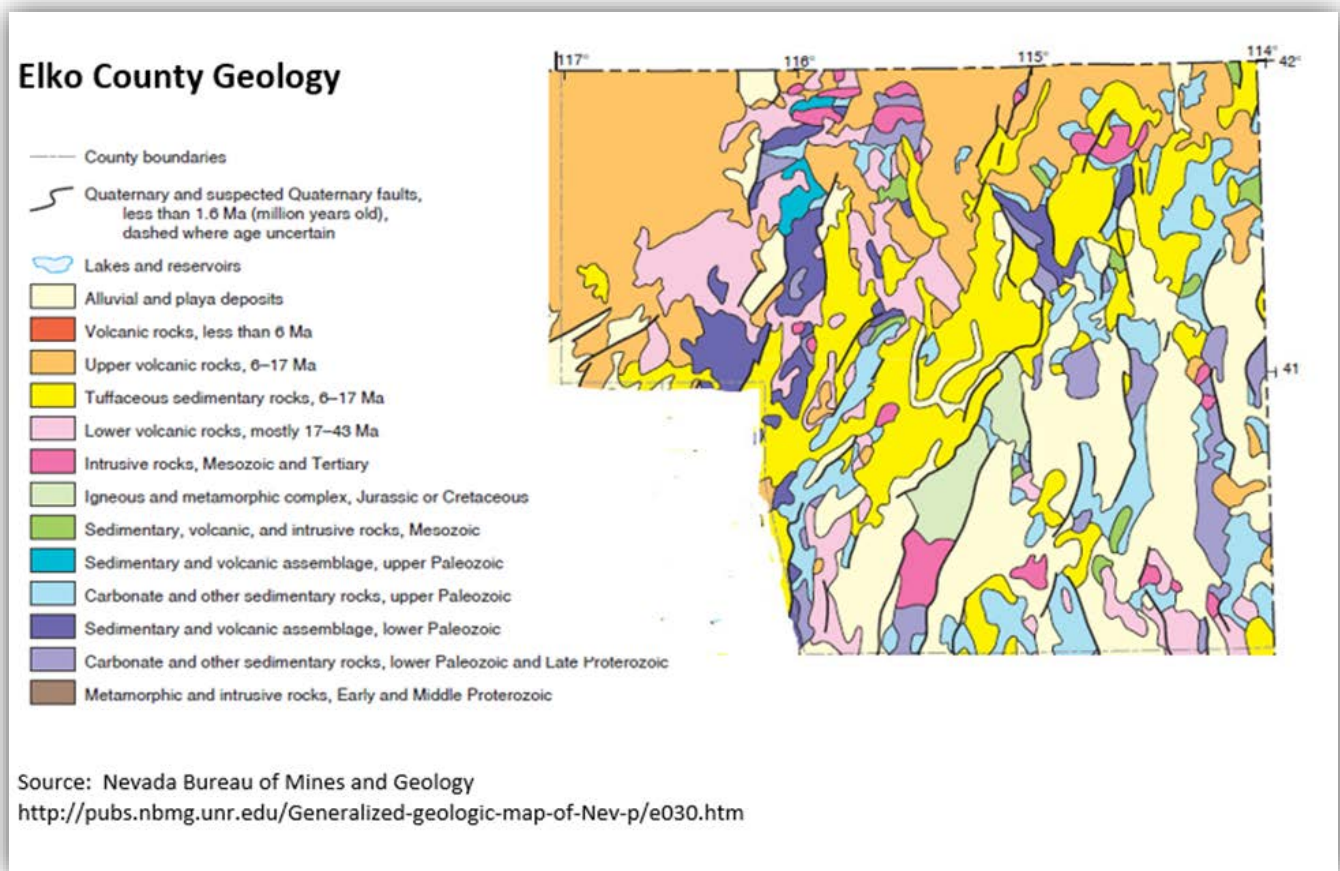 Elko County Geology
117°
116°
115°
114°
42°
41
County boundaries
Quaternary and suspected Quaternary faults,
less than 1.6 Ma (million years old),
dashed where age uncertain
Lakes and reservoirs
Alluvial and playa deposits
Volcanic rocks, less than 6 Ma
Upper volcanic rocks, 6–17 Ma
Tuffaceous sedimentary rocks, 6–17 Ma
Lower volcanic rocks, mostly 17–43 Ma
Intrusive rocks, Mesozoic and Tertiary
Igneous and metamorphic complex, Jurassic or Cretaceous
Sedimentary, volcanic, and intrusive rocks, Mesozoic
Sedimentary and volcanic assemblage, upper Paleozoic
Carbonate and other sedimentary rocks, upper Paleozoic
Sedimentary and volcanic assemblage, lower Paleozoic
Carbonate and other sedimentary rocks, lower Paleozoic and Late Proterozoic
Metamorphic and intrusive rocks, Early and Middle Proterozoic
Source: Nevada Bureau of Mines and Geology
http://pubs.nbmg.unr.edu/Generalized-geologic-map-of-Nev-p/e030.htm